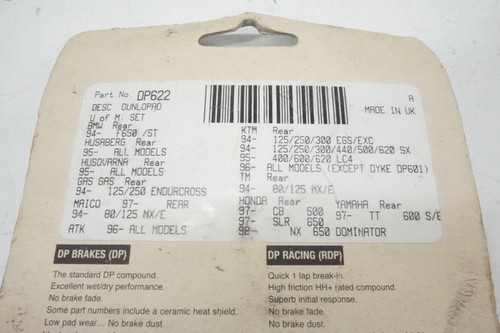 Part No. DP622
A
DESC DUNLOPAD
MADE IN UK
U of M: SET
BMW Rear
94- F650 /ST
HUSABERG Rear
95- ALL MODELS
HUSQVARNA Rear
95- ALL MODELS
GAS GAS Rear
94- 125/250 ENDURCROSS
MAICO 97- REAR
94- 80/125 MX/E
ATK 96- ALL MODELS
KTM Rear
94- 125/250/300 EGS/EXC
94- 125/250/300/440/500/620 SX
95- 400/600/620 LC4
96- ALL MODELS (EXCEPT DYKE DP601)
TM Rear
94- 80/125 MX/E
HONDA Rear YAMAHA Rear
97- CB 500 97- TT 600 S/E
97- SLR 650
98- NX 650 DOMINATOR
DP BRAKES (DP)
The standard DP compound.
Excellent wet/dry performance.
No brake fade.
Some part numbers include a ceramic heat shield.
Low pad wear... No brake dust.
DP RACING (RDP)
Quick 1 lap break-in.
High friction HH+ rated compound.
Superb initial response.
No brake fade.